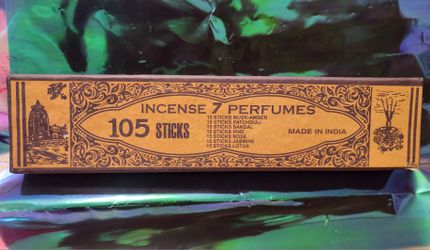 INCENSE 7 PERFUMES
105 STICKS
15 STICKS MUSK-AMBER
15 STICKS PATCHOULI
15 STICKS SANDAL
15 STICKS PINE
15 STICKS ROSE
15 STICKS JASMINE
15 STICKS LOTUS
MADE IN INDIA